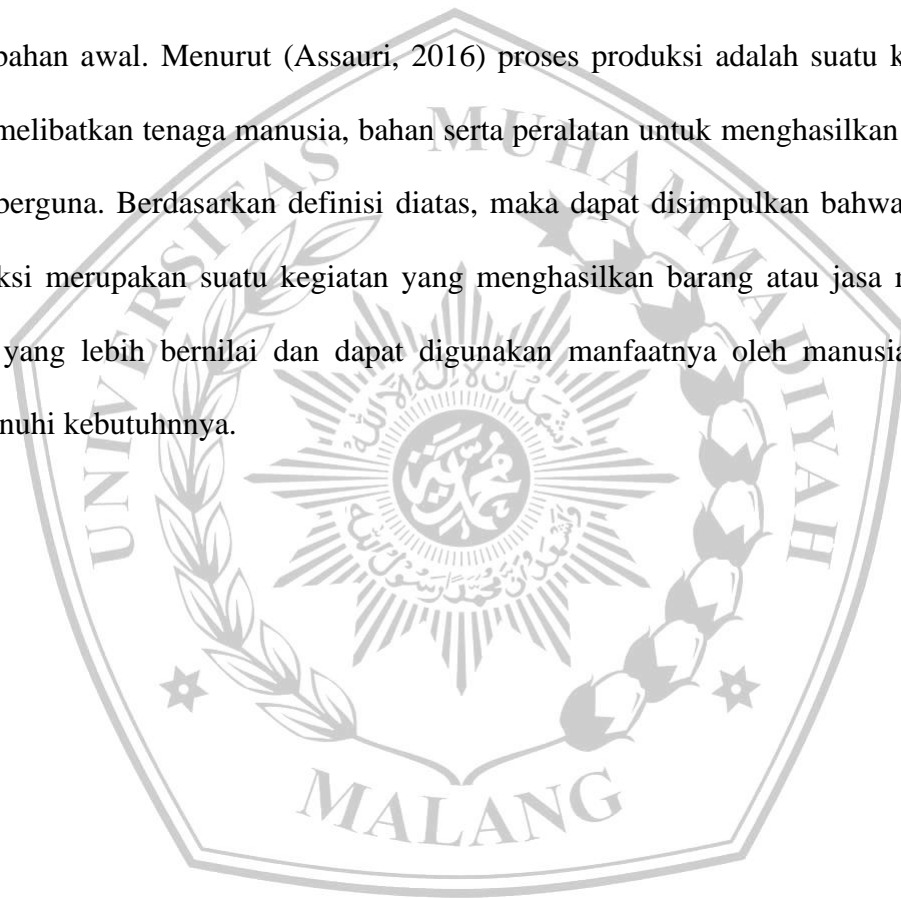 bahan awal. Menurut (Assauri, 2016) proses produksi adalah suatu k
melibatkan tenaga manusia, bahan serta peralatan untuk menghasilkan
berguna. Berdasarkan definisi diatas, maka dapat disimpulkan bahwa
ksi merupakan suatu kegiatan yang menghasilkan barang atau jasa
yang lebih bernilai dan dapat digunakan manfaatnya oleh manusia
nuhi kebutuhnnya.
UNIVERSITAS MUHAMMADIYAH
MALANG